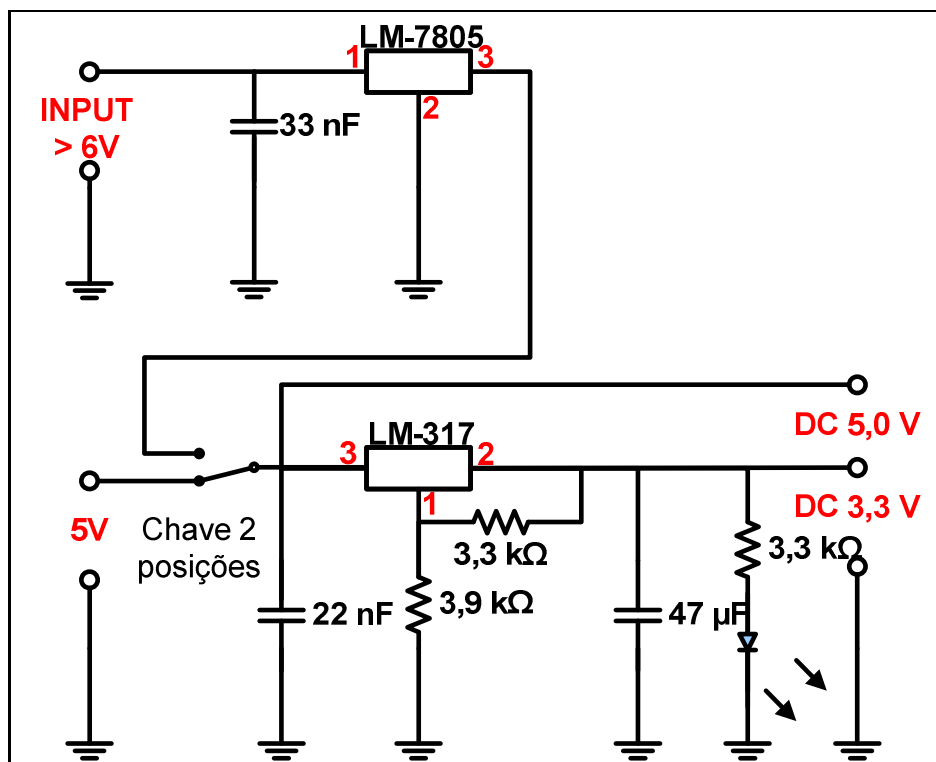 LM-7805
1
3
2
INPUT
> 6V
33 nF
DC 5,0 V
LM-317
3
2
1
DC 3,3 V
5V
Chave 2
posições
3,3 kΩ
3,3 kΩ
3,9 kΩ
22 nF
47 µF